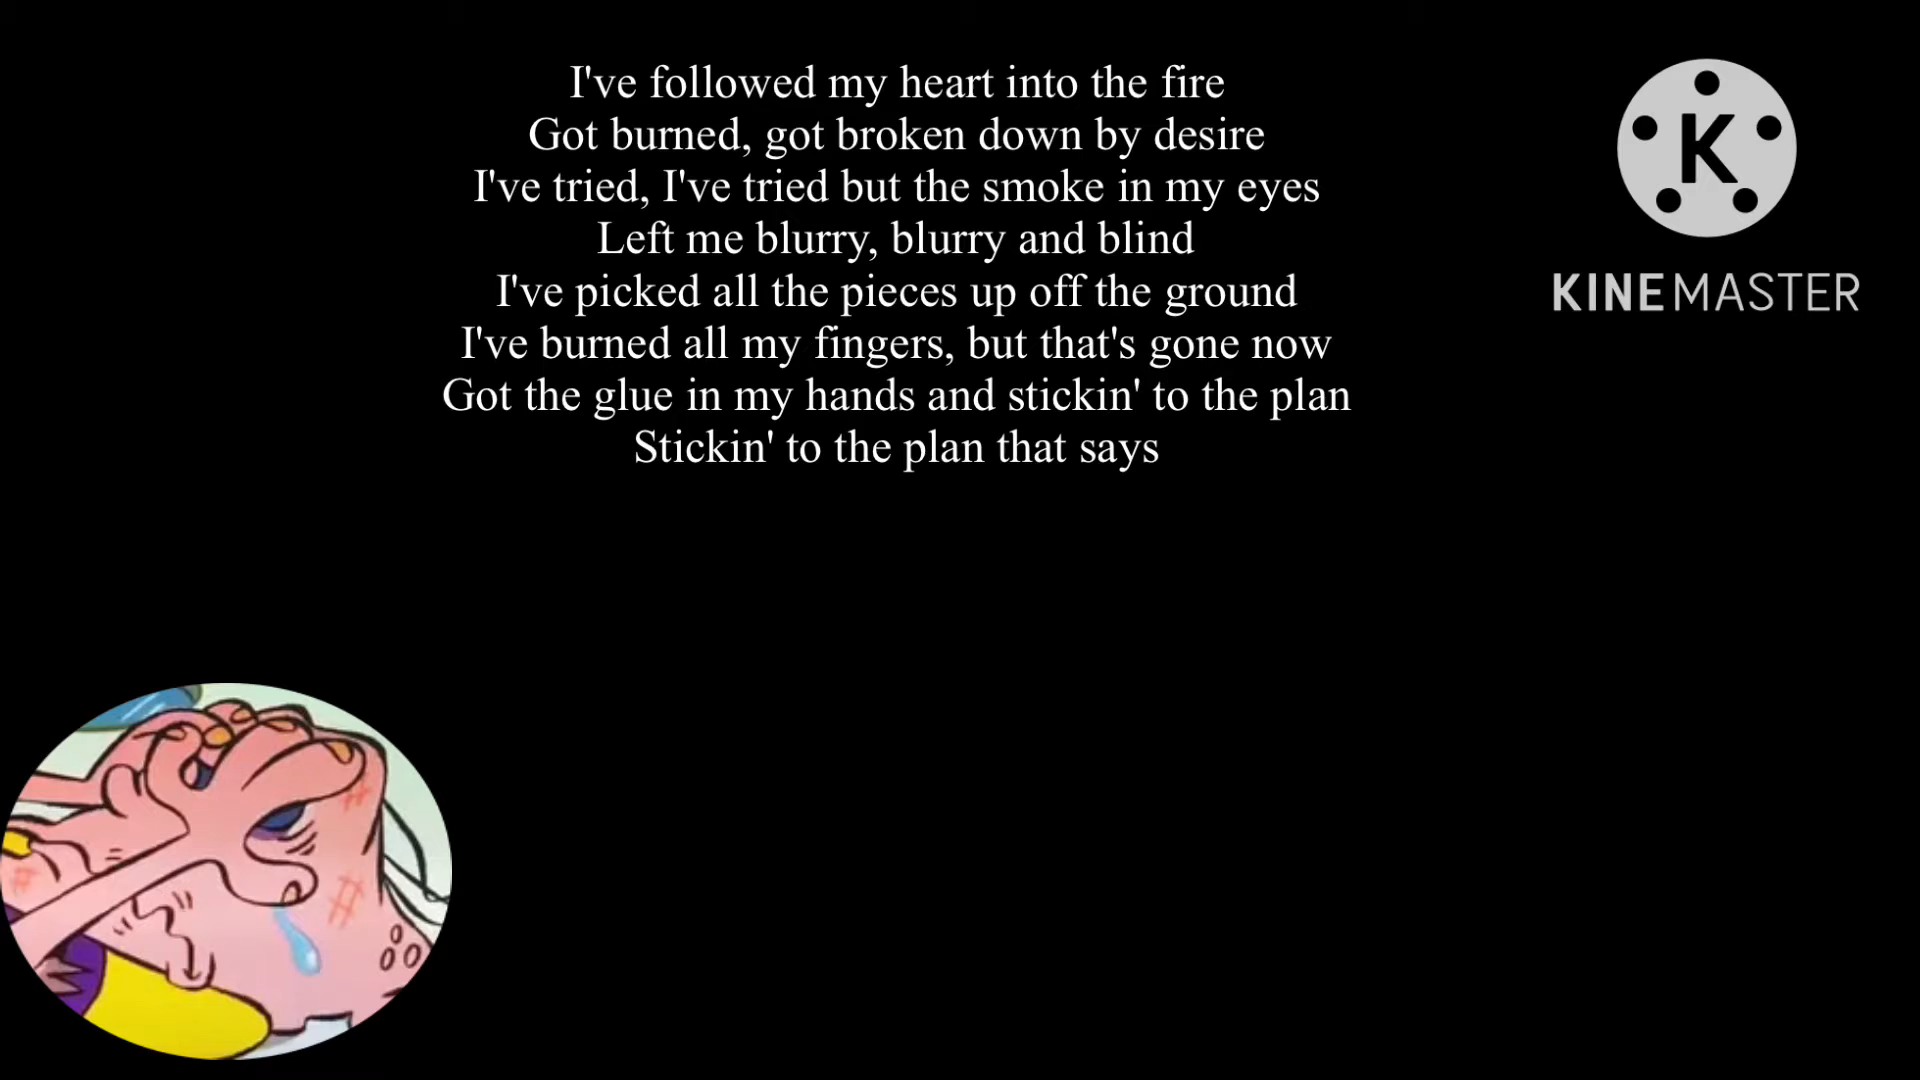 I've followed my heart into the fire
Got burned, got broken down by desire
I've tried, I've tried but the smoke in my eyes
Left me blurry, blurry and blind
I've picked all the pieces up off the ground
I've burned all my fingers, but that's gone now
Got the glue in my hands and stickin' to the plan
Stickin' to the plan that says
K
KINEMASTER